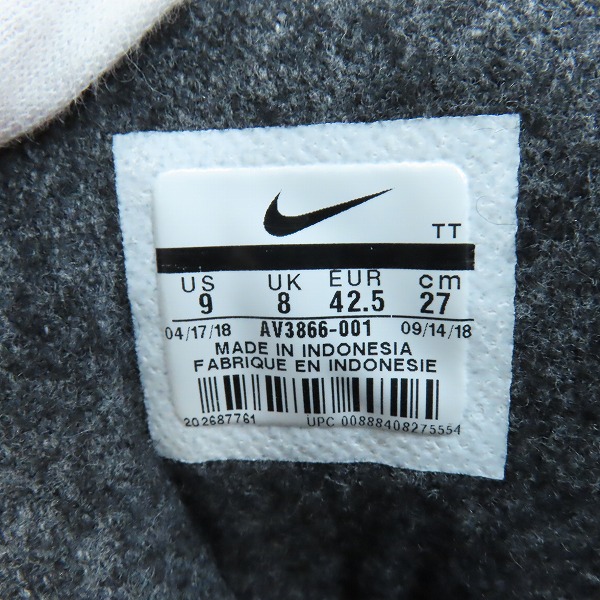 TT
US UK EUR cm
9 8 42.5 27
04/17/18 AV3866-001 09/14/18
MADE IN INDONESIA
FABRIQUE EN INDONESIE
202687761 UPC 00888408275554